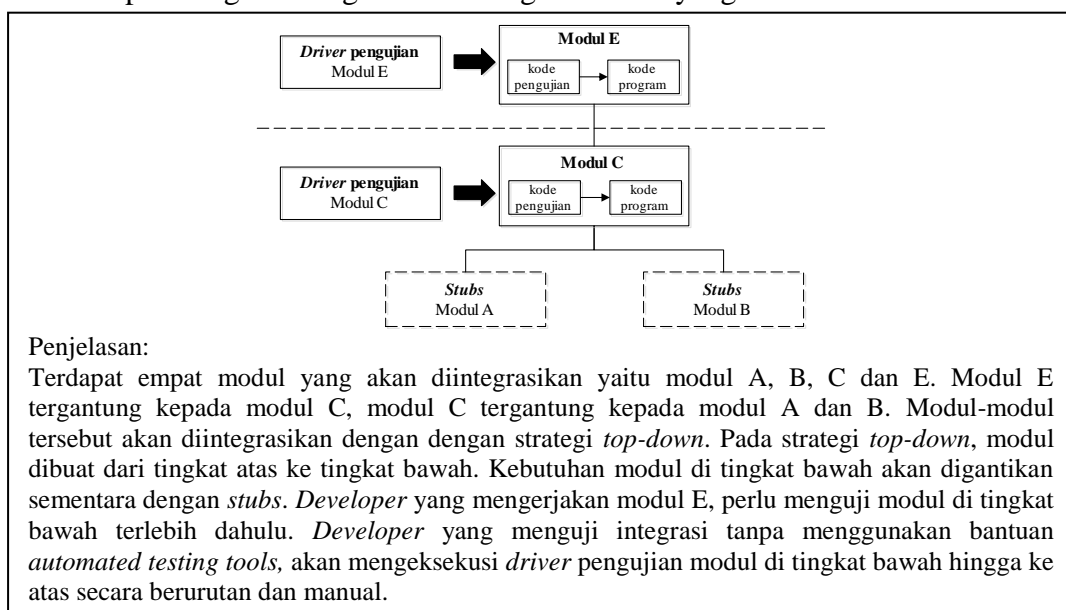 Modul E
Driver pengujian
Modul E
kode
pengujian
kode
program
Modul C
Driver pengujian
Modul C
kode
pengujian
kode
program
Stubs
Modul A
Stubs
Modul B
Penjelasan:
Terdapat empat modul yang akan diintegrasikan yaitu modul A, B, C dan E. Modul E
tergantung kepada modul C, modul C tergantung kepada modul A dan B. Modul-modul
tersebut akan diintegrasikan dengan dengan strategi top-down. Pada strategi top-down, modul
dibuat dari tingkat atas ke tingkat bawah. Kebutuhan modul di tingkat bawah akan digantikan
sementara dengan stubs. Developer yang mengerjakan modul E, perlu menguji modul di tingkat
bawah terlebih dahulu. Developer yang menguji integrasi tanpa menggunakan bantuan
automated testing tools, akan mengeksekusi driver pengujian modul di tingkat bawah hingga ke
atas secara berurutan dan manual.